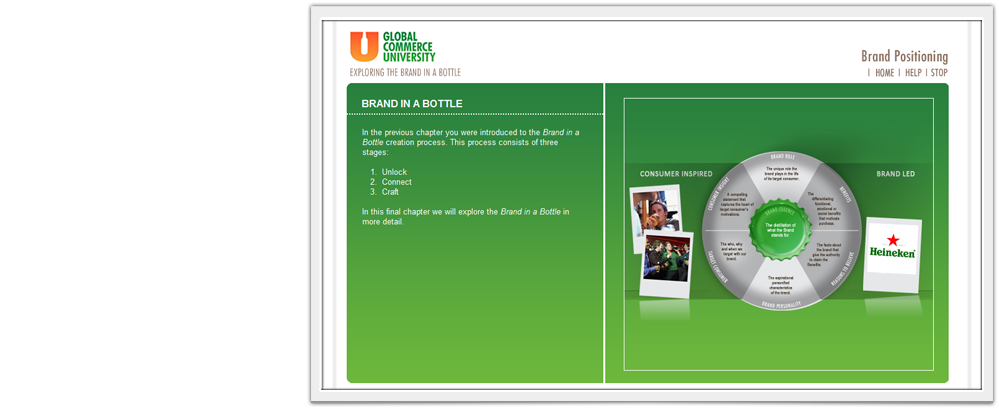 GLOBAL
COMMERCE
UNIVERSITY
EXPLORING THE BRAND IN A BOTTLE
Brand Positioning
| HOME | HELP | STOP
BRAND IN A BOTTLE
In the previous chapter you were introduced to the Brand in a
Bottle creation process. This process consists of three
stages:
1. Unlock
2. Connect
3. Craft
In this final chapter we will explore the Brand in a Bottle in
more detail.
CONSUMER INSPIRED
BRAND LED
BRAND ROLE
The unique role the
brand plays in the life
of its target consumer.
CONSUMER INSIGHT
A compelling
statement that
captures the heart of
target consumer's
motivations.
BENEFITS
The
differentiating
functional,
emotional or
social benefits
that motivate
purchase.
BRAND ESSENCE
The distillation of
what the Brand
stands for
TARGET CONSUMER
The who, why
and when we
target with our
brand.
REASONS TO BELIEVE
The facts about
the brand that
give the authority
to claim the
Benefits.
The aspirational
personified
characteristics
of the brand.
BRAND PERSONALITY
Heineken